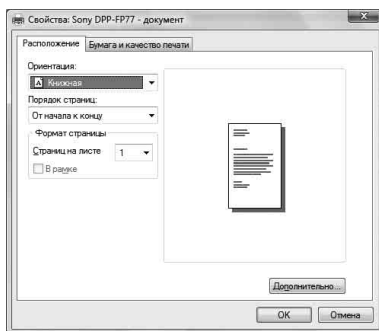 Свойства: Sony DPP-FP77 - документ
Расположение Бумага и качество печати
Ориентация:
A Книжная
Порядок страниц:
От начала к концу
Формат страницы
Страниц на листе 1
В рамке
Дополнительно...
OK Отмена